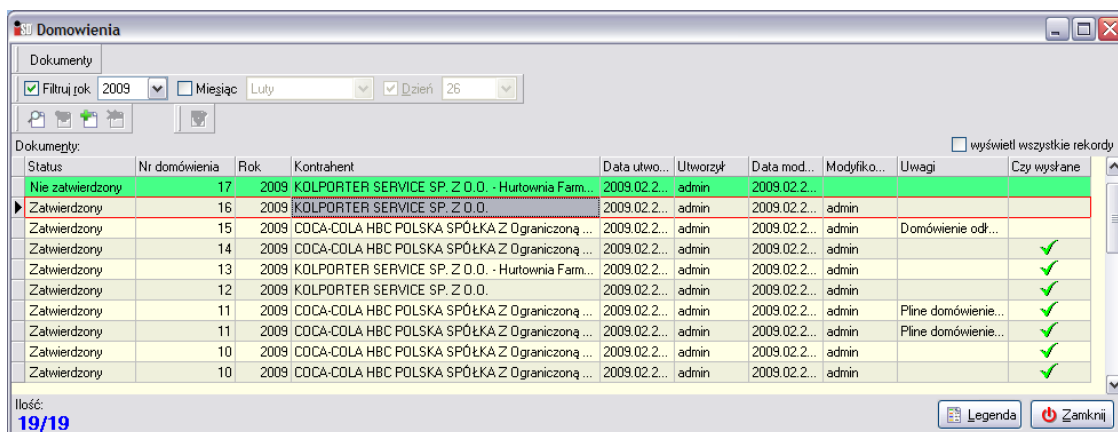 Domowienia
Dokumenty
Filtruj rok 2009 Miesiąc Luty Dzień 26
Dokumenty: wyświetl wszystkie rekordy
Status Nr domówienia Rok Kontrahent Data utwo... Utworzył Data mod... Modyfiko... Uwagi Czy wysłane
Nie zatwierdzony 17 2009 KOLPORTER SERVICE SP. Z O.O. - Hurtownia Farm... 2009.02.2... admin 2009.02.2...
Zatwierdzony 16 2009 KOLPORTER SERVICE SP. Z O.O. 2009.02.2... admin 2009.02.2... admin
Zatwierdzony 15 2009 COCA-COLA HBC POLSKA SPÓŁKA Z Ograniczoną ... 2009.02.2... admin 2009.02.2... admin Domówienie odr...
Zatwierdzony 14 2009 COCA-COLA HBC POLSKA SPÓŁKA Z Ograniczoną ... 2009.02.2... admin 2009.02.2... admin
Zatwierdzony 13 2009 KOLPORTER SERVICE SP. Z O.O. - Hurtownia Farm... 2009.02.2... admin 2009.02.2... admin
Zatwierdzony 12 2009 KOLPORTER SERVICE SP. Z O.O. 2009.02.2... admin 2009.02.2... admin
Zatwierdzony 11 2009 COCA-COLA HBC POLSKA SPÓŁKA Z Ograniczoną ... 2009.02.2... admin 2009.02.2... admin Pline domówienie...
Zatwierdzony 11 2009 COCA-COLA HBC POLSKA SPÓŁKA Z Ograniczoną ... 2009.02.2... admin 2009.02.2... admin Pline domówienie...
Zatwierdzony 10 2009 COCA-COLA HBC POLSKA SPÓŁKA Z Ograniczoną ... 2009.02.2... admin 2009.02.2... admin
Zatwierdzony 10 2009 COCA-COLA HBC POLSKA SPÓŁKA Z Ograniczoną ... 2009.02.2... admin 2009.02.2... admin
Ilość:
19/19 Legenda Zamknij